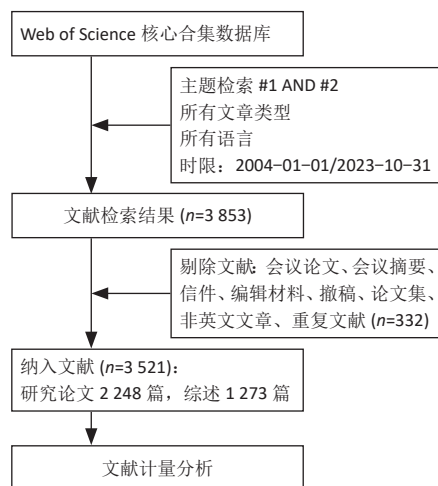 Web of Science 核心合集数据库
主题检索 #1 AND #2
所有文章类型
所有语言
时限：2004–01–01/2023–10–31
文献检索结果 (n=3 853)
剔除文献: 会议论文、会议摘要、
信件、编辑材料、撤稿、论文集、
非英文文章、重复文献 (n=332)
纳入文献 (n=3 521)：
研究论文 2 248 篇，综述 1 273 篇
文献计量分析